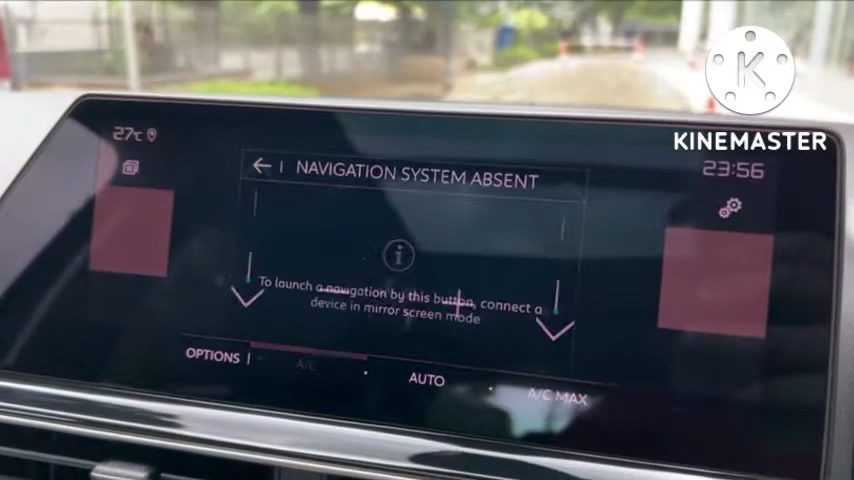 K
KINEMASTER
27°C
23:56
NAVIGATION SYSTEM ABSENT
i
To launch a navigation by this button, connect a
device in mirror screen mode
OPTIONS
A/C
AUTO
A/C MAX